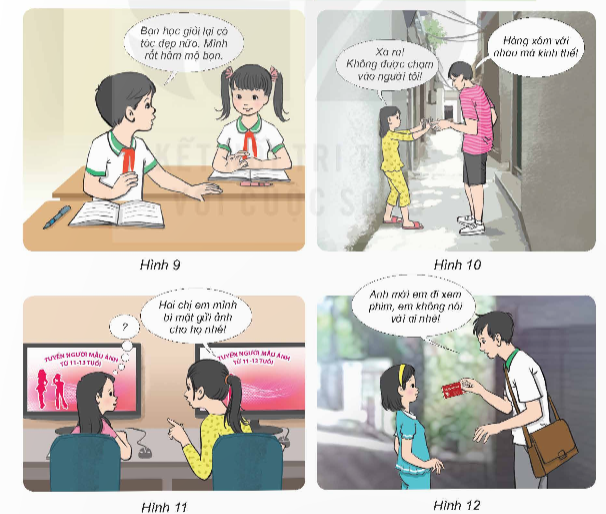 Bạn học giỏi lại có
tóc đẹp nữa. Mình
rất hâm mộ bạn.
Hình 9
Xa ra!
Không được chạm
vào người tôi!
Hàng xóm với
nhau mà kinh thế!
Hình 10
?
Hai chị em mình
bí mật gửi ảnh
cho họ nhé!
TUYỂN NGƯỜI MẪU ẢNH
TỪ 11-13 TUỔI
TUYỂN NGƯỜI MẪU ẢNH
TỪ 11-13 TUỔI
Hình 11
Anh mời em đi xem
phim, em không nói
với ai nhé!
Hình 12